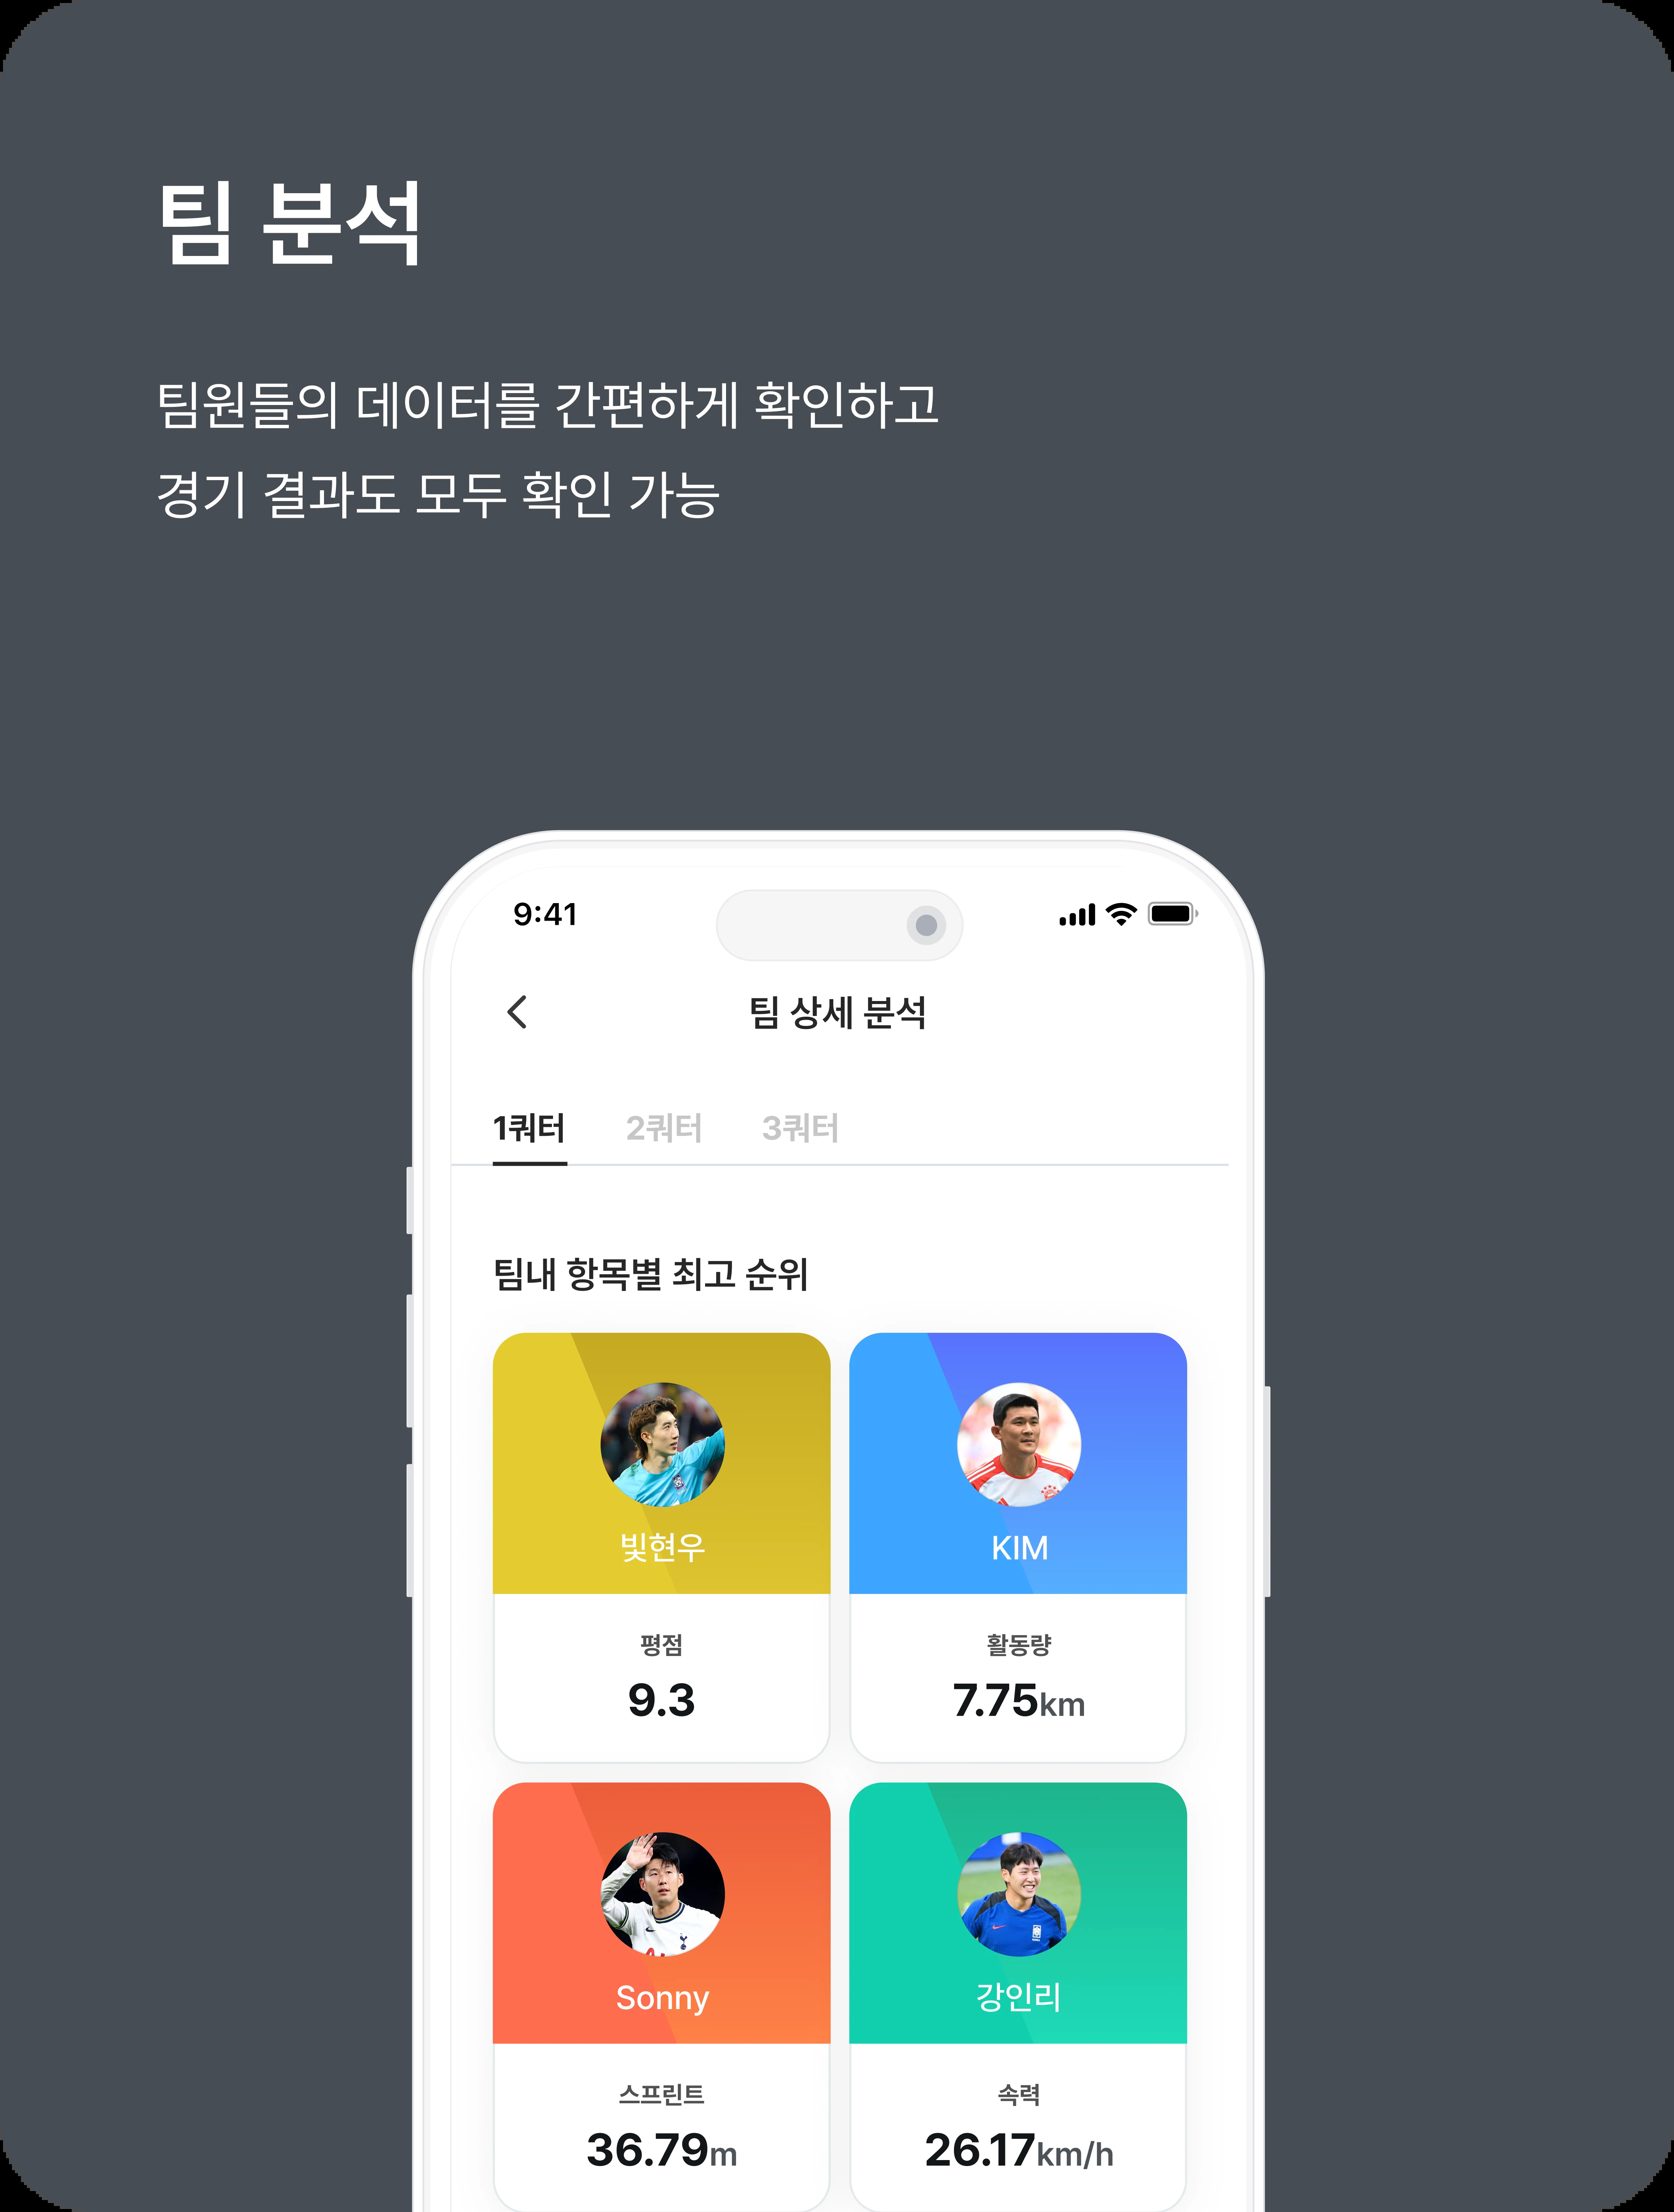 팀 분석
팀원들의 데이터를 간편하게 확인하고
경기 결과도 모두 확인 가능
9:41
팀 상세 분석
1쿼터 2쿼터 3쿼터
팀내 항목별 최고 순위
빛현우 KIM
평점 활동량
9.3 7.75km
Sonny 강인리
스프린트 속력
36.79m 26.17km/h